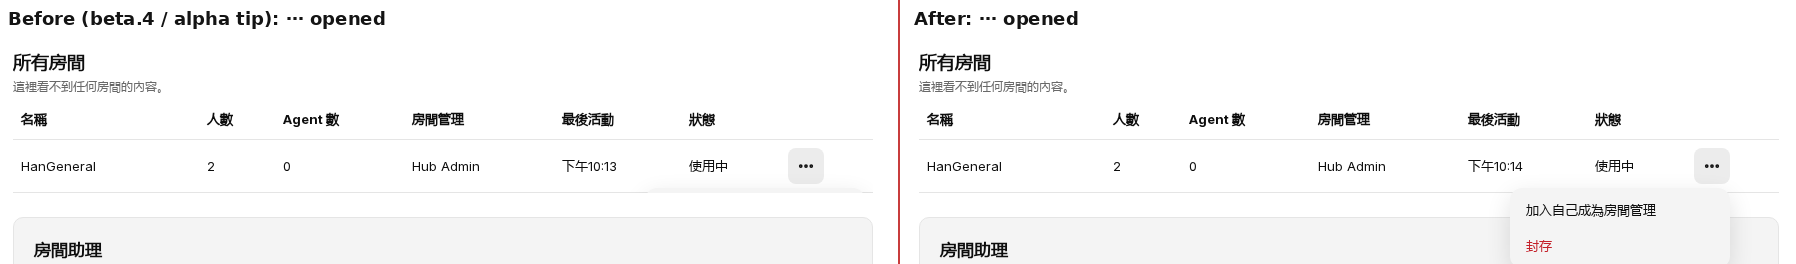 Before (beta.4 / alpha tip): ··· opened
所有房間
這裡看不到任何房間的內容。
名稱 人數 Agent 數 房間管理 最後活動 狀態
HanGeneral 2 0 Hub Admin 下午10:13 使用中 •••
房間助理
After: ··· opened
所有房間
這裡看不到任何房間的內容。
名稱 人數 Agent 數 房間管理 最後活動 狀態
HanGeneral 2 0 Hub Admin 下午10:14 使用中 •••
加入自己成為房間管理
封存
房間助理